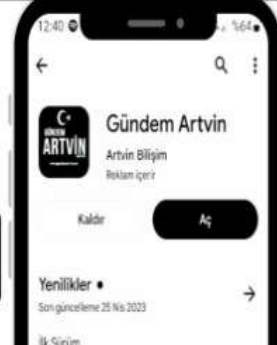 12:40
%64
Gündem Artvin
GÜNDEM
ARTVİN
Artvin Bilişim
Reklam içerir
Kaldır
Aç
Yenilikler •
Son güncelleme 25 Nis 2023
İlk Sürüm